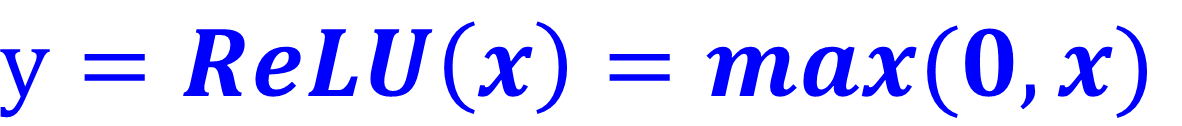 y = ReLU(x) = max(0, x)